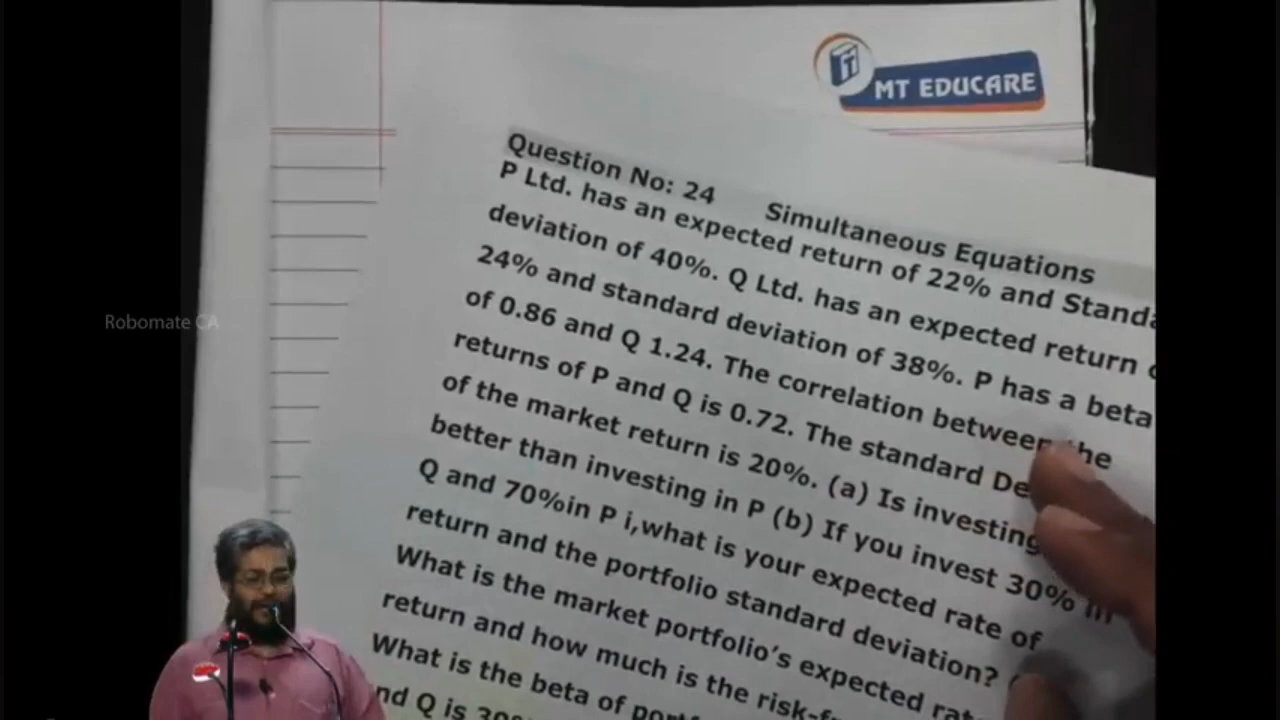 MT EDUCARE
Question No: 24 Simultaneous Equations
P Ltd. has an expected return of 22% and
deviation of 40%. Q Ltd. has an expected return
24% and standard deviation of 38%. P has a beta
of 0.86 and Q 1.24. The correlation between the
returns of P and Q is 0.72. The standard
of the market return is 20%. (a) Is investing
better than investing in P (b) If you invest 30% in
Q and 70%in P i,what is your expected rate of
return and the portfolio standard deviation? (
What is the market portfolio's expected
return and how much is the
What is the beta of
and Q is 30%
Robomate CA